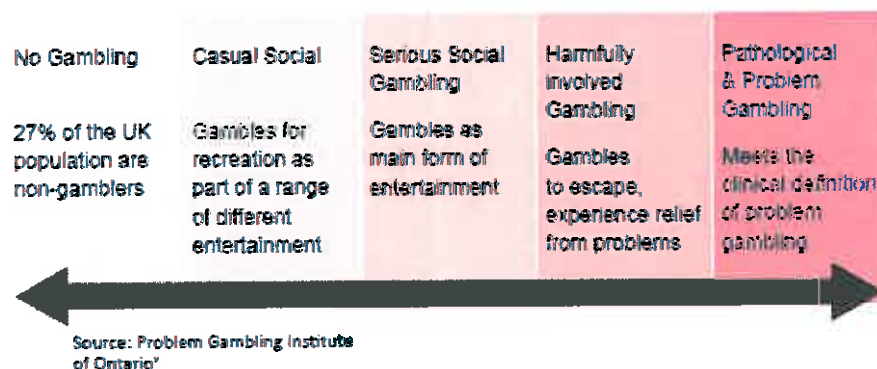 No Gambling
27% of the UK
population are
non-gamblers
Casual Social
Gambles for
recreation as
part of a range
of different
entertainment
Serious Social
Gambling
Gambles as
main form of
entertainment
Harmfully
involved
Gambling
Gambles
to escape,
experience relief
from problems
Pathological
& Problem
Gambling
Meets the
clinical definition
of problem
gambling
Source: Problem Gambling Institute
of Ontario'